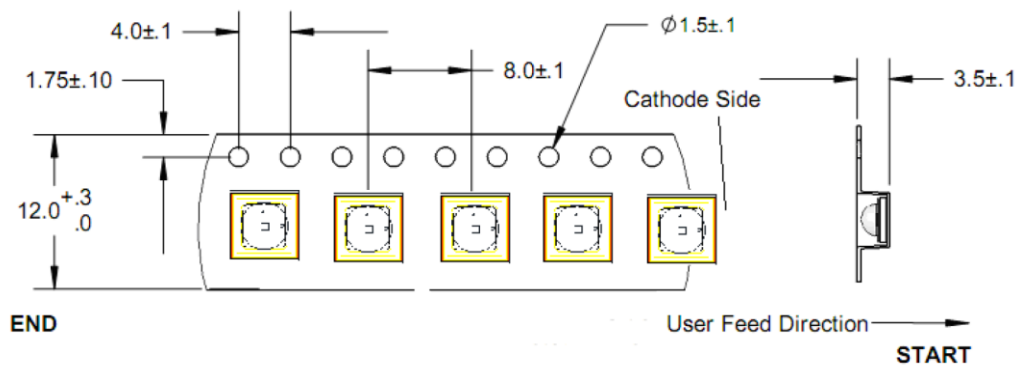 4.0±.1
Ø1.5±.1
8.0±.1
1.75±.10
3.5±.1
Cathode Side
12.0 +.3
.0
END
User Feed Direction
START